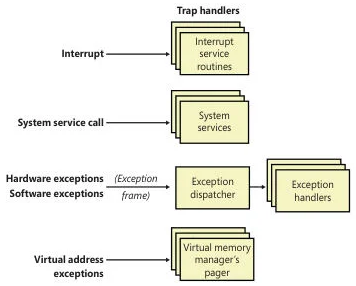 Trap handlers
Interrupt
Interrupt
service
routines
System service call
System
services
Hardware exceptions
Software exceptions
(Exception
frame)
Exception
dispatcher
Exception
handlers
Virtual address
exceptions
Virtual memory
manager's
pager